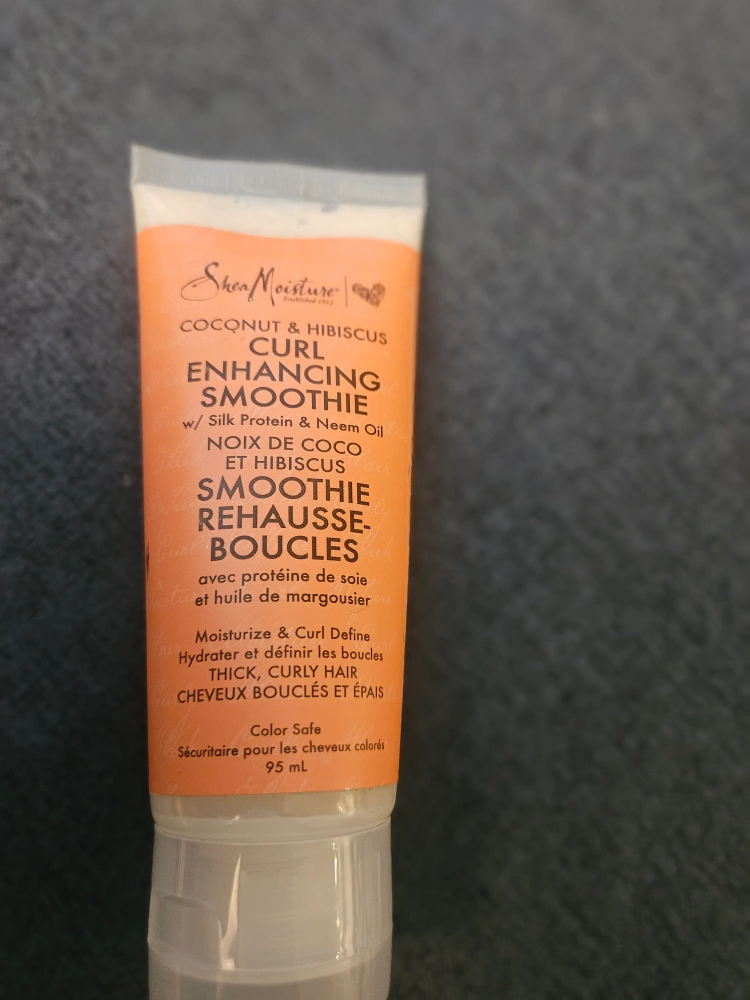 SheaMoisture
Established 1912
COCONUT & HIBISCUS
CURL
ENHANCING
SMOOTHIE
w/ Silk Protein & Neem Oil
NOIX DE COCO
ET HIBISCUS
SMOOTHIE
REHAUSSE-
BOUCLES
avec protéine de soie
et huile de margousier
Moisturize & Curl Define
Hydrater et définir les boucles
THICK, CURLY HAIR
CHEVEUX BOUCLÉS ET ÉPAIS
Color Safe
Sécuritaire pour les cheveux colorés
95 mL